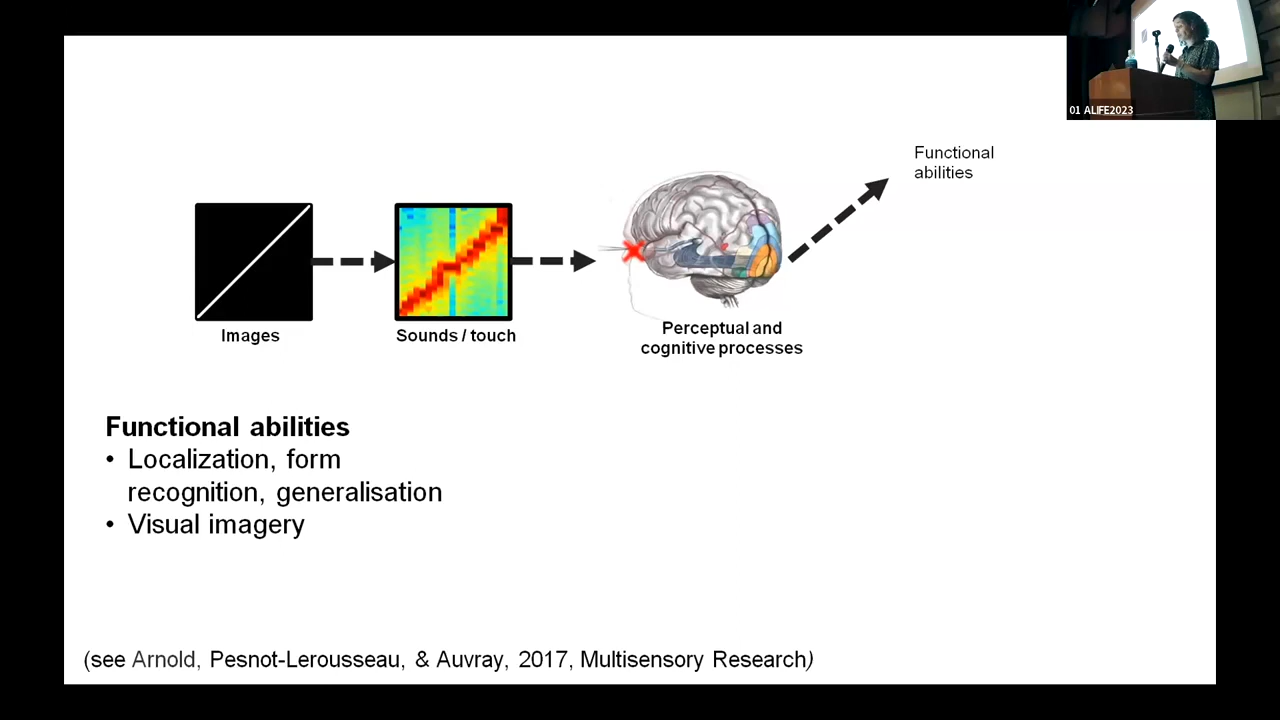 01 ALIFE2023
Functional
abilities
Images
Sounds / touch
Perceptual and
cognitive processes
Functional abilities
• Localization, form
recognition, generalisation
• Visual imagery
(see Arnold, Pesnot-Lerousseau, & Auvray, 2017, Multisensory Research)